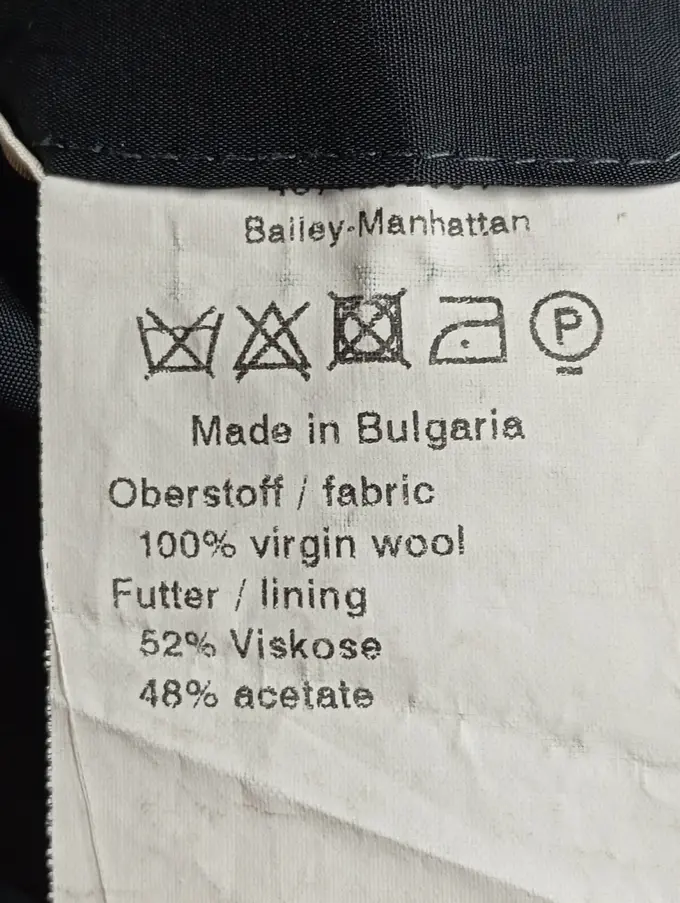 Bailey-Manhattan
P
Made in Bulgaria
Oberstoff / fabric
100% virgin wool
Futter / lining
52% Viskose
48% acetate